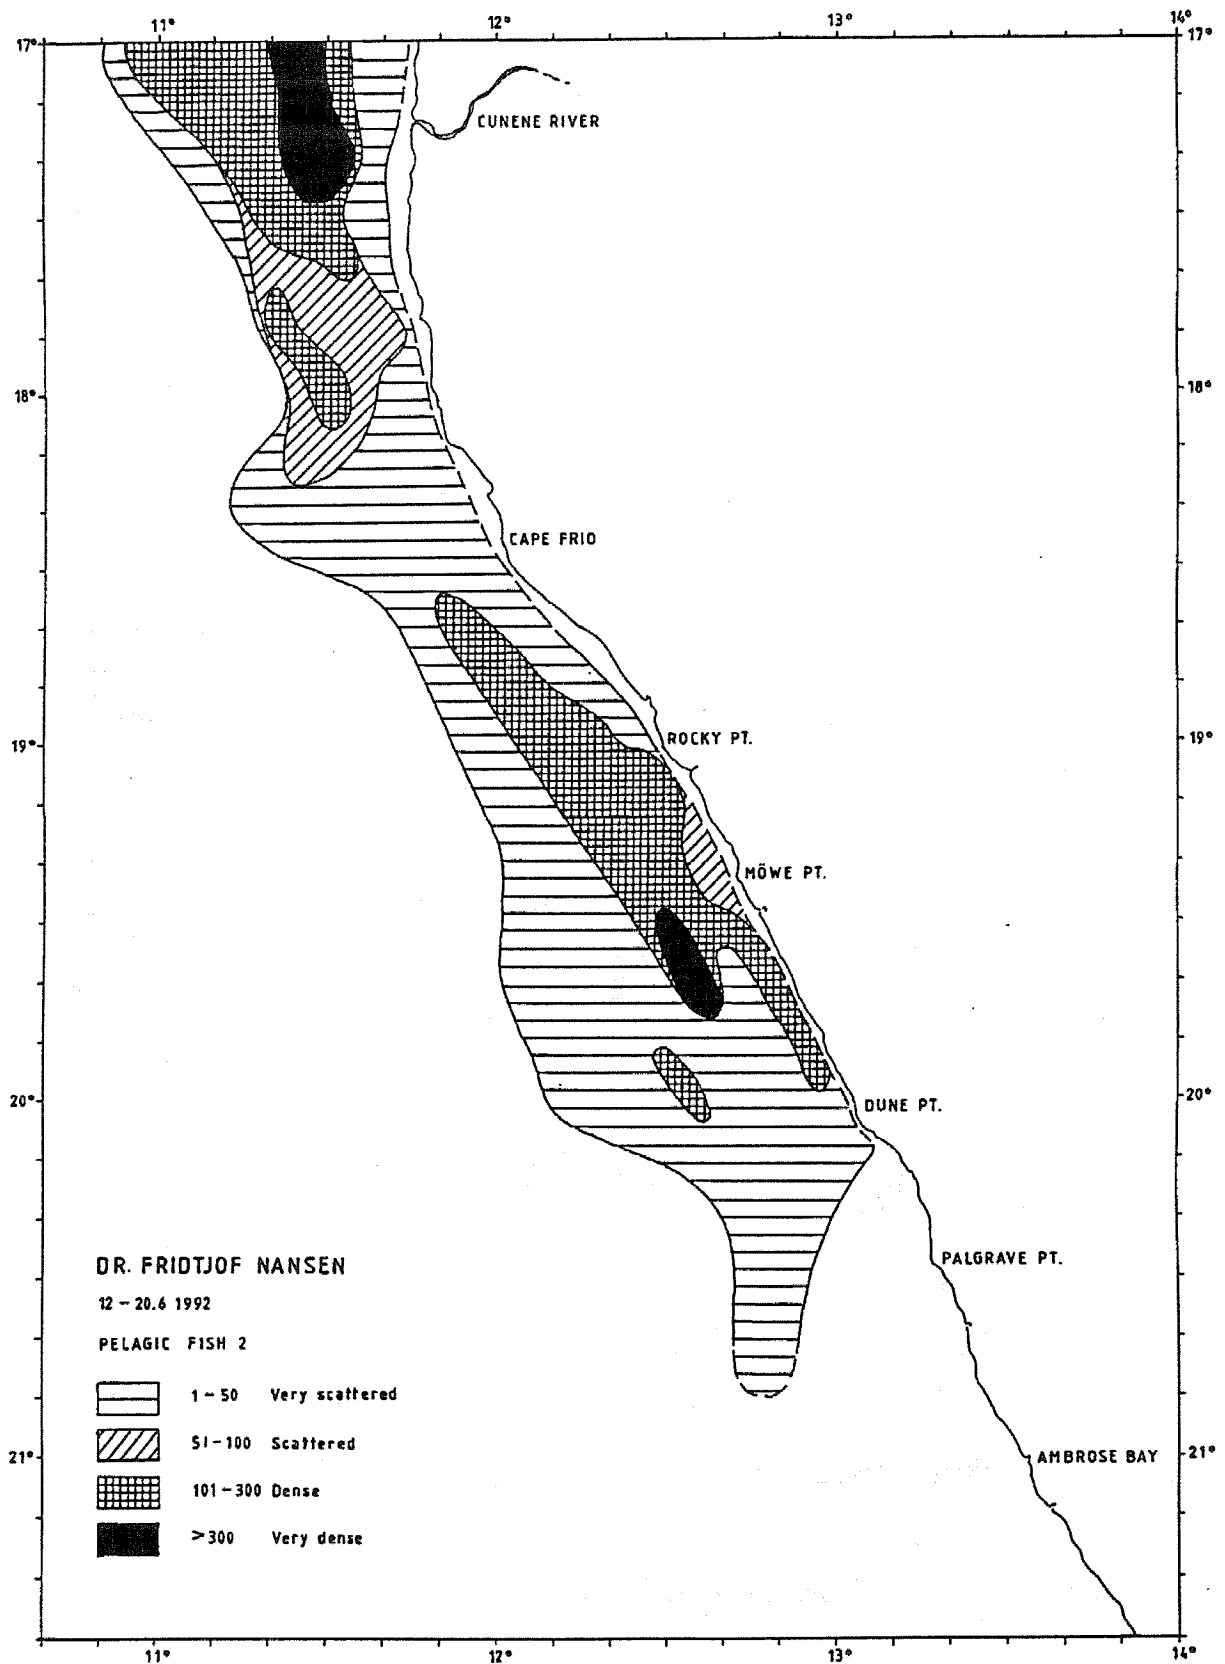 11° 12° 13° 14°
17° 17°
CUNENE RIVER
18° 18°
CAPE FRIO
ROCKY PT.
19° 19°
MÖWE PT.
20° 20°
DUNE PT.
PALGRAVE PT.
DR. FRIDTJOF NANSEN
12 – 20.6 1992
PELAGIC FISH 2
1 – 50 Very scattered
51 – 100 Scattered
21° 21°
AMBROSE BAY
101 – 300 Dense
>300 Very dense
11° 12° 13° 14°